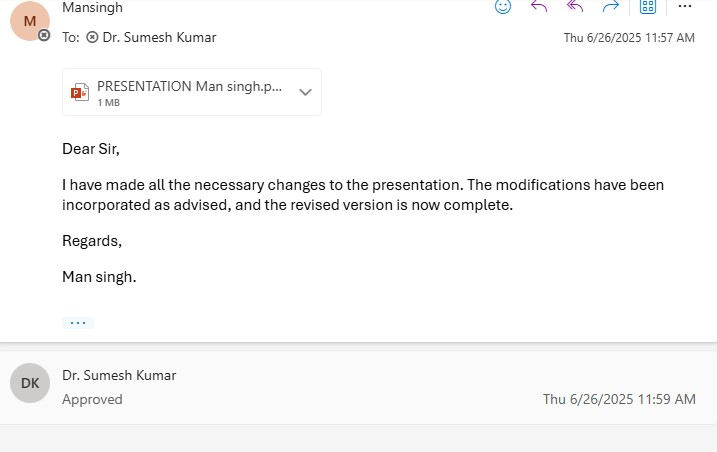 M
Mansingh
To: Dr. Sumesh Kumar
Thu 6/26/2025 11:57 AM
PRESENTATION Man singh.p...
1 MB
Dear Sir,
I have made all the necessary changes to the presentation. The modifications have been
incorporated as advised, and the revised version is now complete.
Regards,
Man singh.
...
DK
Dr. Sumesh Kumar
Approved
Thu 6/26/2025 11:59 AM